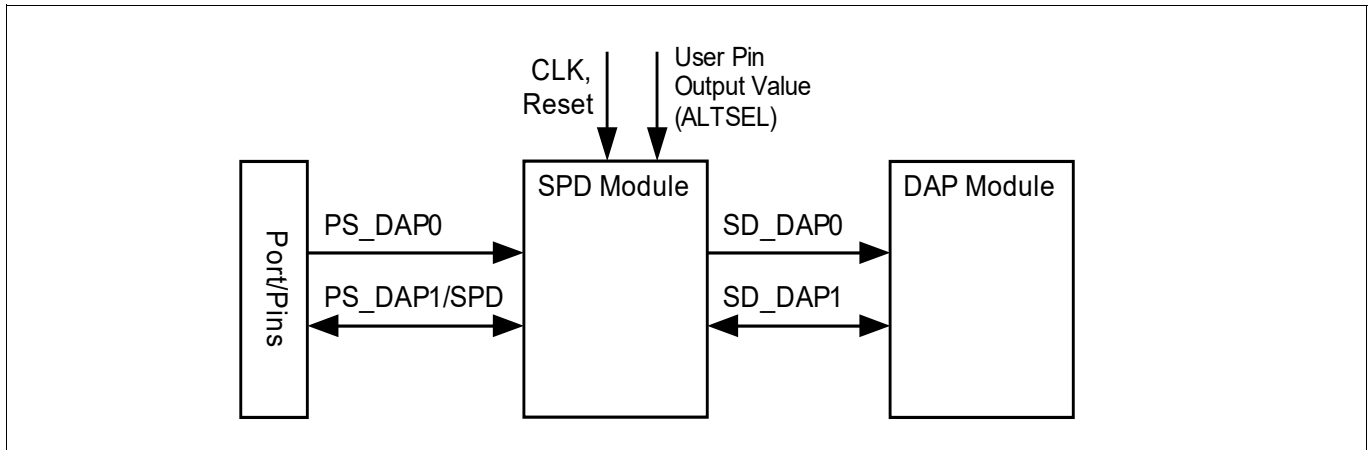 CLK,
Reset
User Pin
Output Value
(ALTSEL)
Port/Pins
PS_DAP0
PS_DAP1/SPD
SPD Module
SD_DAP0
SD_DAP1
DAP Module